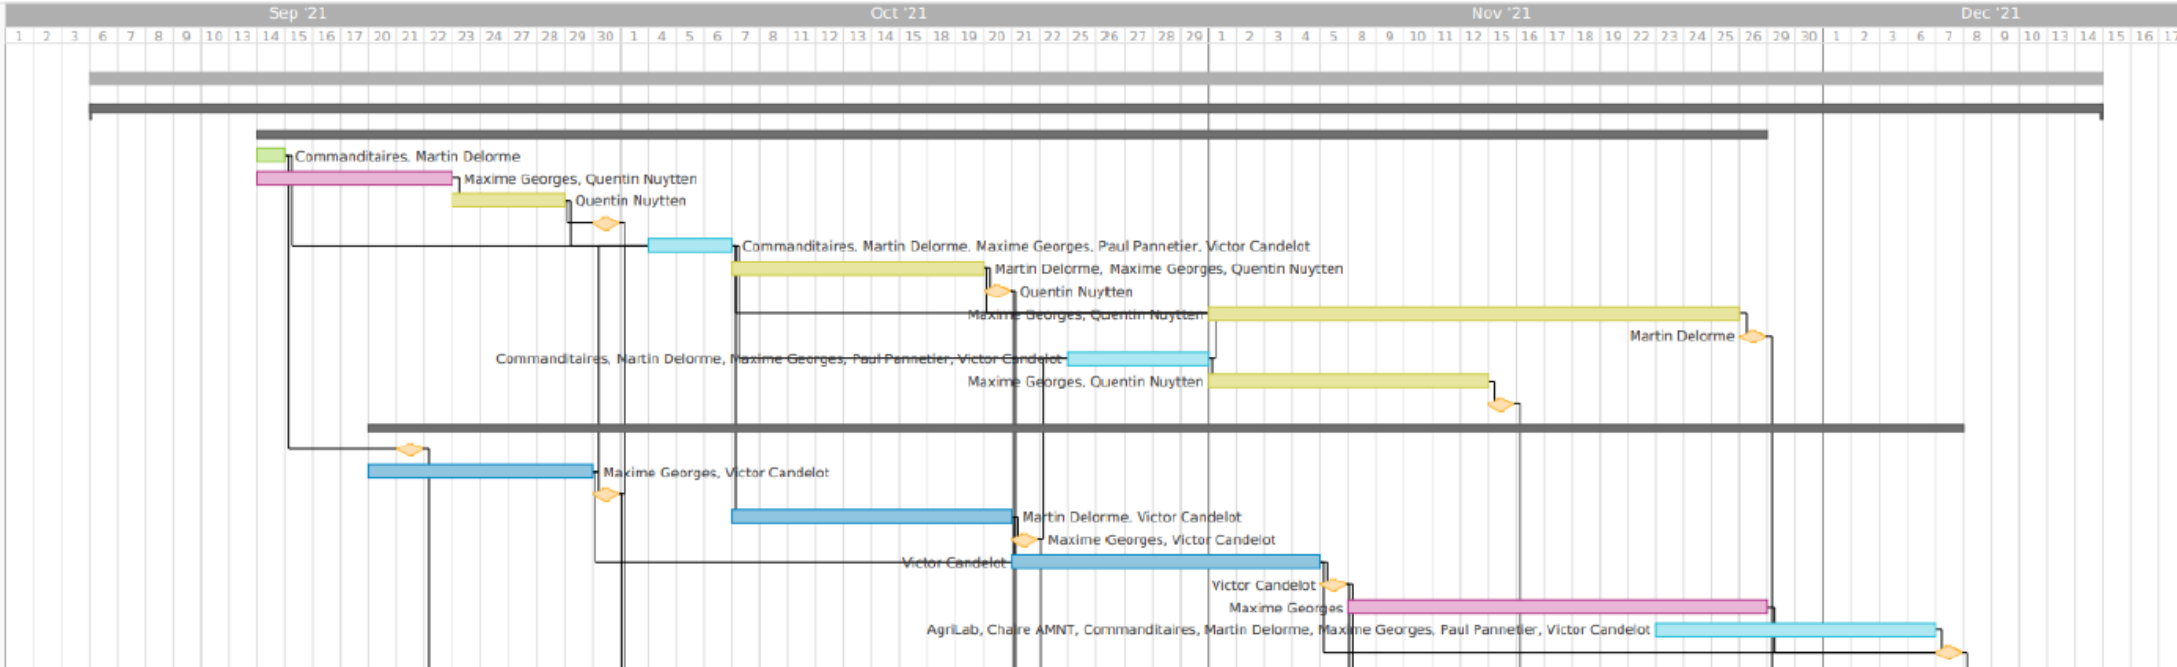 Sep '21 Oct '21 Nov '21 Dec '21
1 2 3 6 7 8 9 10 13 14 15 16 17 20 21 22 23 24 27 28 29 30 1 4 5 6 7 8 11 12 13 14 15 18 19 20 21 22 25 26 27 28 29 1 2 3 4 5 8 9 10 11 12 15 16 17 18 19 22 23 24 25 26 29 30 1 2 3 6 7 8 9 10 13 14 15 16 17
Commanditaires, Martin Delorme
Maxime Georges, Quentin Nuytten
Quentin Nuytten
Commanditaires, Martin Delorme, Maxime Georges, Paul Pannetier, Victor Candelot
Martin Delorme, Maxime Georges, Quentin Nuytten
Quentin Nuytten
Maxime Georges, Quentin Nuytten
Martin Delorme
Commanditaires, Martin Delorme, Maxime Georges, Paul Pannetier, Victor Candelot
Maxime Georges, Quentin Nuytten
Maxime Georges, Victor Candelot
Martin Delorme, Victor Candelot
Maxime Georges, Victor Candelot
Victor Candelot
Victor Candelot
Maxime Georges
AgriLab, Chaire AMNT, Commanditaires, Martin Delorme, Maxime Georges, Paul Pannetier, Victor Candelot